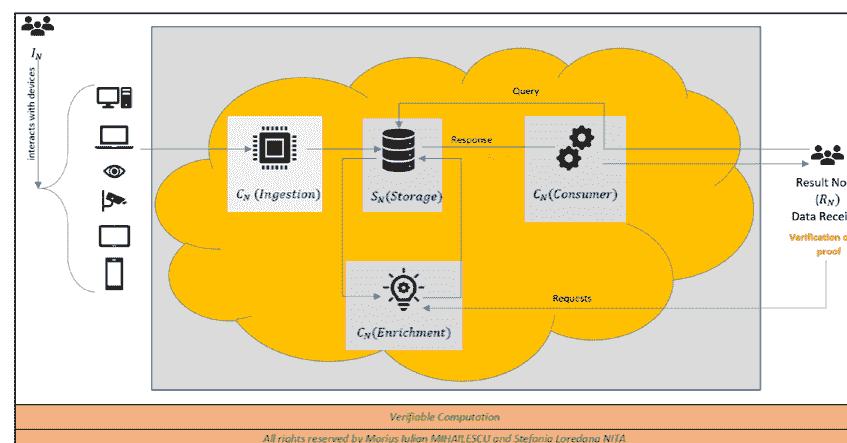 I_N
interacts with devices
Query
Response
C_N (Ingestion)
S_N(Storage)
C_N(Consumer)
Result No
(R_N)
Data Recei
Varification o
proof
Requests
C_N(Enrichment)
Verifiable Computation
All rights reserved by Marius Iulian MIHAILESCU and Stefania Loredana NITA